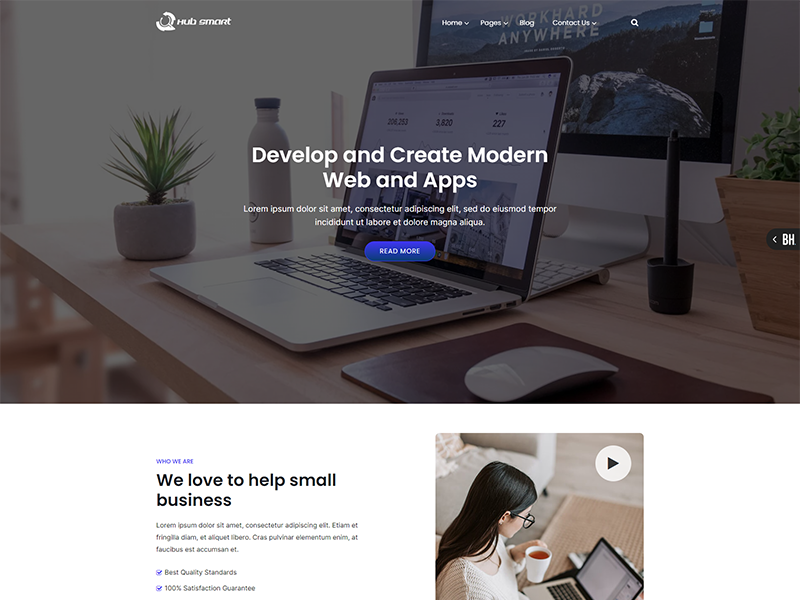 Hub Smart
Home Pages Blog Contact Us
WORKHARD
ANYWHERE
206,253 3,820 227
Develop and Create Modern
Web and Apps
Lorem ipsum dolor sit amet, consectetur adipiscing elit, sed do eiusmod tempor
incididunt ut labore et dolore magna aliqua.
READ MORE
BH
WHO WE ARE
We love to help small
business
Lorem ipsum dolor sit amet, consectetur adipiscing elit. Etiam et
fringilla diam, et aliquet libero. Cras pulvinar elementum enim, at
faucibus est accumsan et.
Best Quality Standards
100% Satisfaction Guarantee